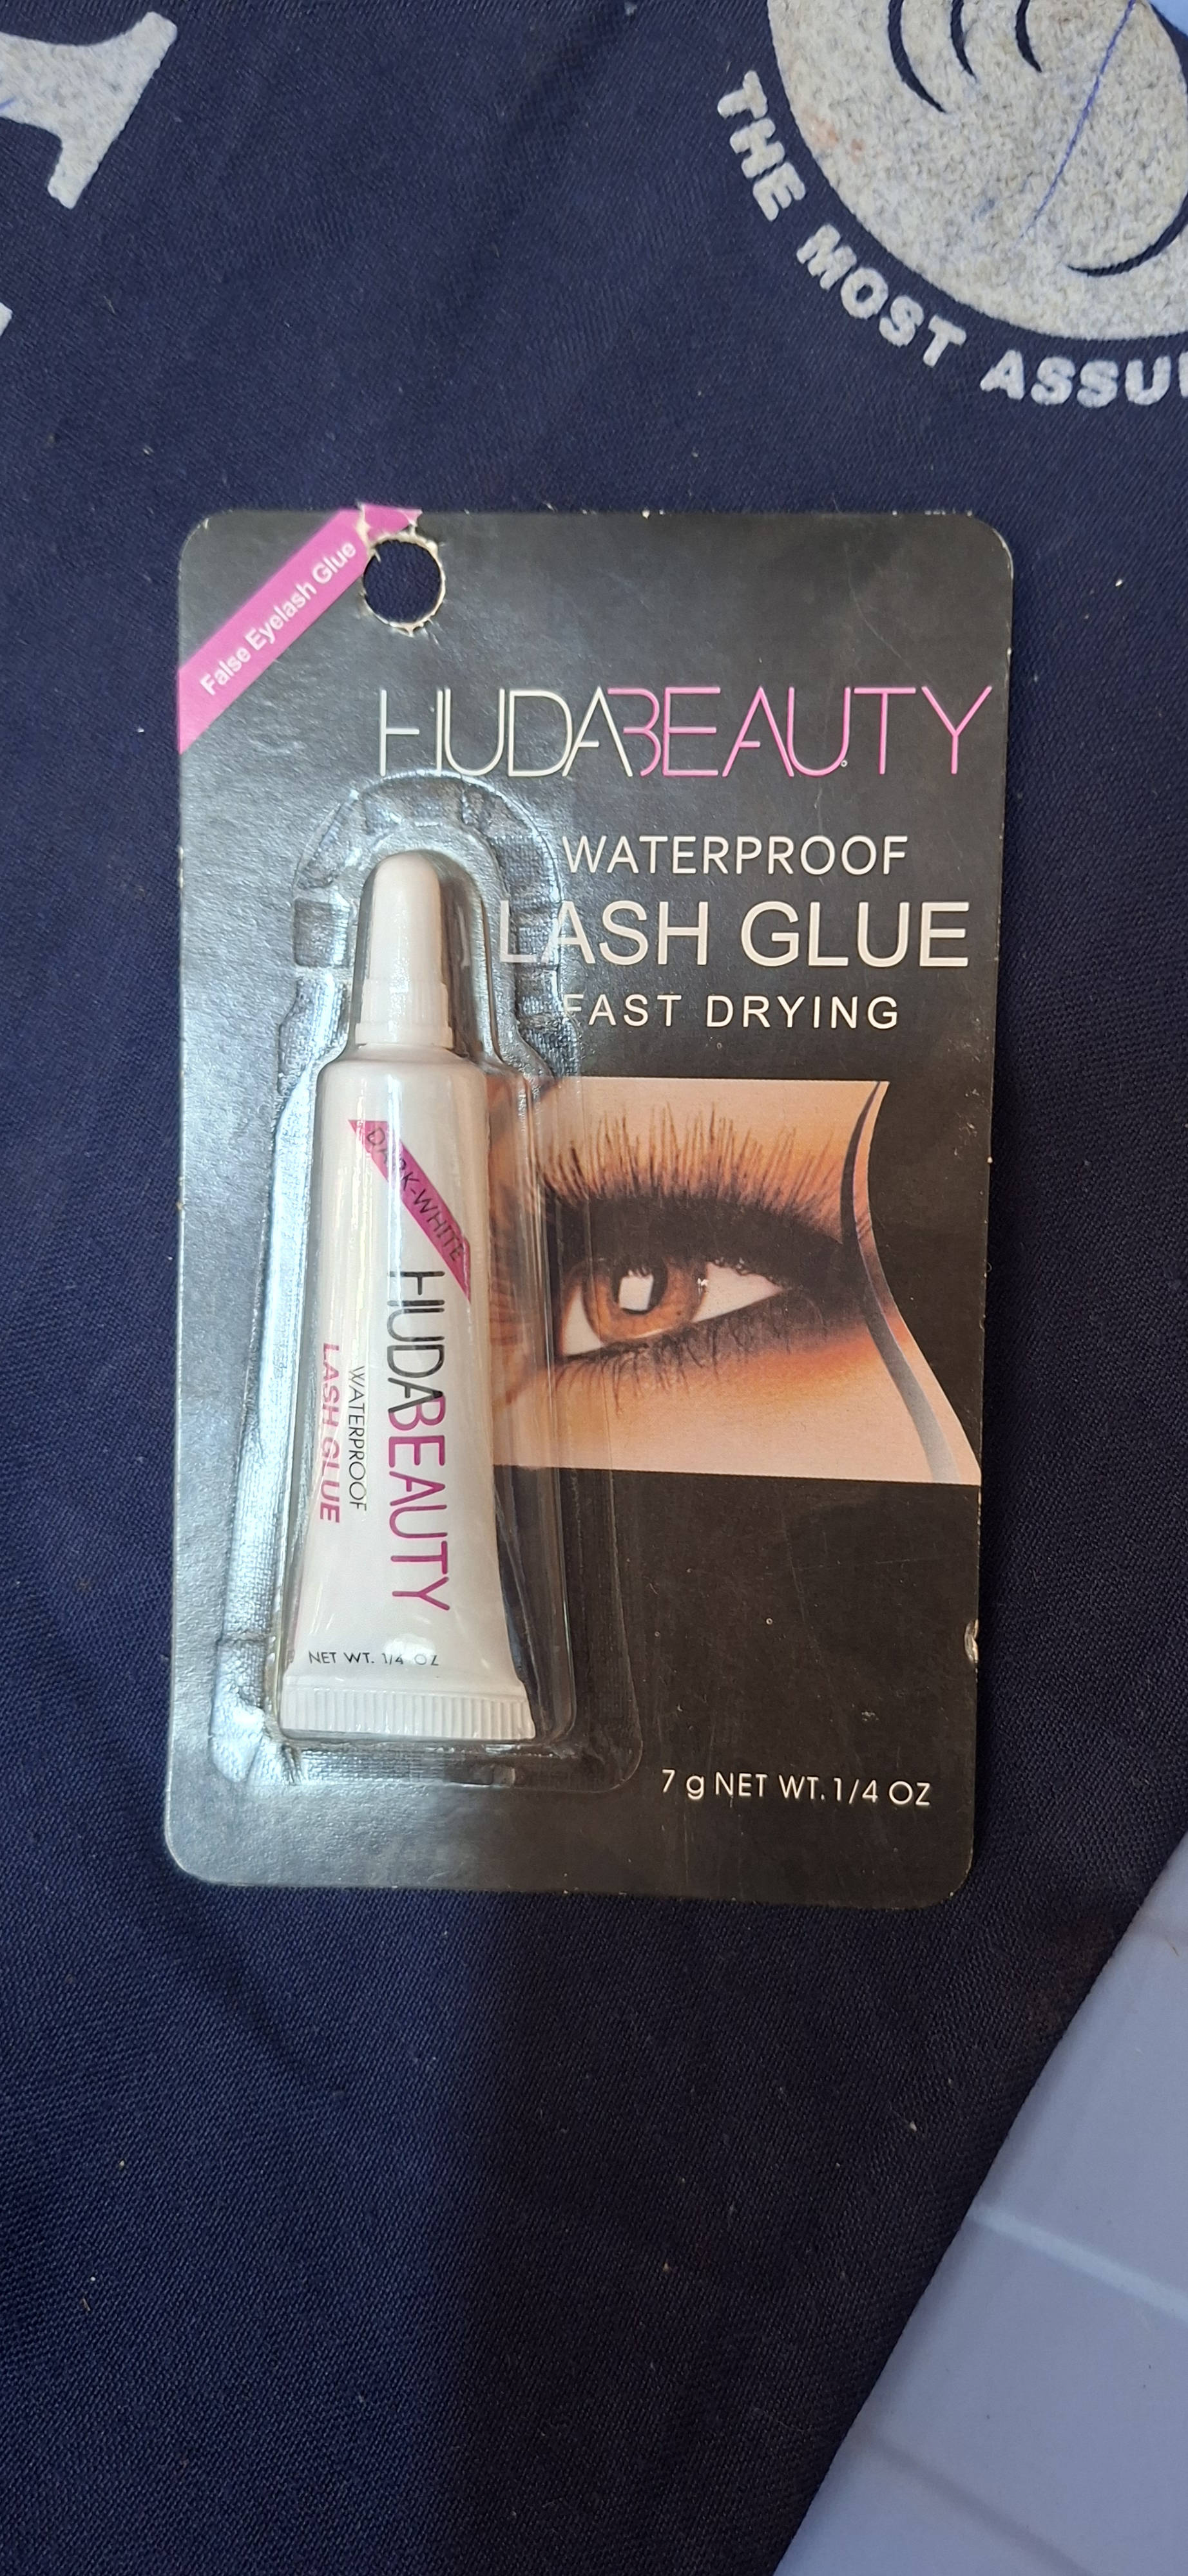 THE MOST
False Eyelash Glue
HUDABEAUTY
WATERPROOF
LASH GLUE
FAST DRYING
DARK-WHITE
HUDABEAUTY
WATERPROOF
LASH GLUE
NET WT. 1/4 OZ
7 g NET WT. 1/4 OZ